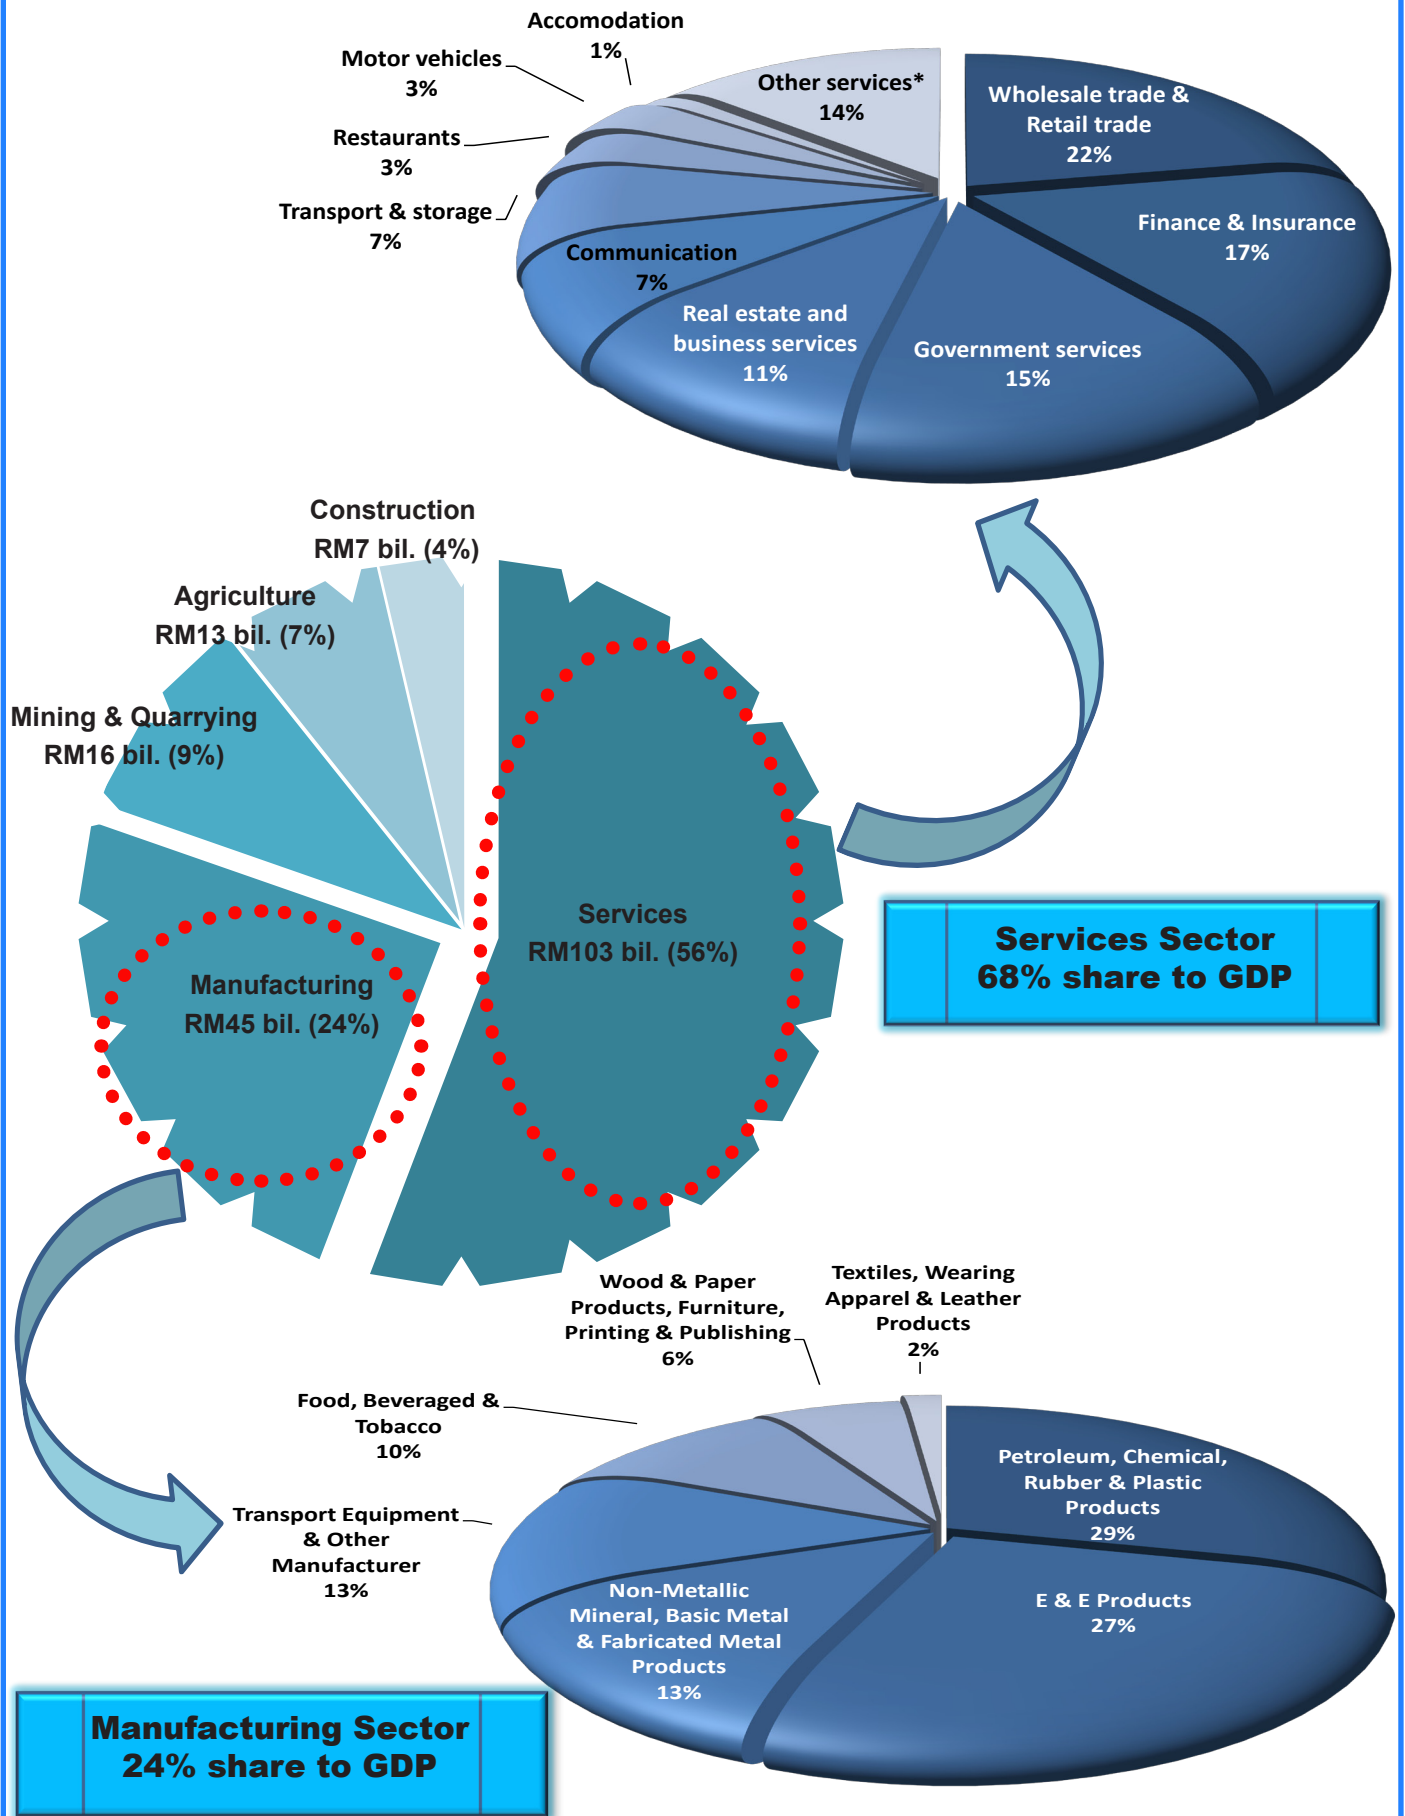 Accomodation
1%
Motor vehicles
3%
Other services*
14%
Wholesale trade &
Retail trade
22%
Restaurants
3%
Transport & storage
7%
Finance & Insurance
17%
Communication
7%
Real estate and
business services
11%
Government services
15%
Construction
RM7 bil. (4%)
Agriculture
RM13 bil. (7%)
Mining & Quarrying
RM16 bil. (9%)
Services
RM103 bil. (56%)
Services Sector
68% share to GDP
Manufacturing
RM45 bil. (24%)
Wood & Paper
Products, Furniture,
Printing & Publishing
6%
Textiles, Wearing
Apparel & Leather
Products
2%
Food, Beveraged &
Tobacco
10%
Petroleum, Chemical,
Rubber & Plastic
Products
29%
Transport Equipment
& Other
Manufacturer
13%
Non-Metallic
Mineral, Basic Metal
& Fabricated Metal
Products
13%
E & E Products
27%
Manufacturing Sector
24% share to GDP